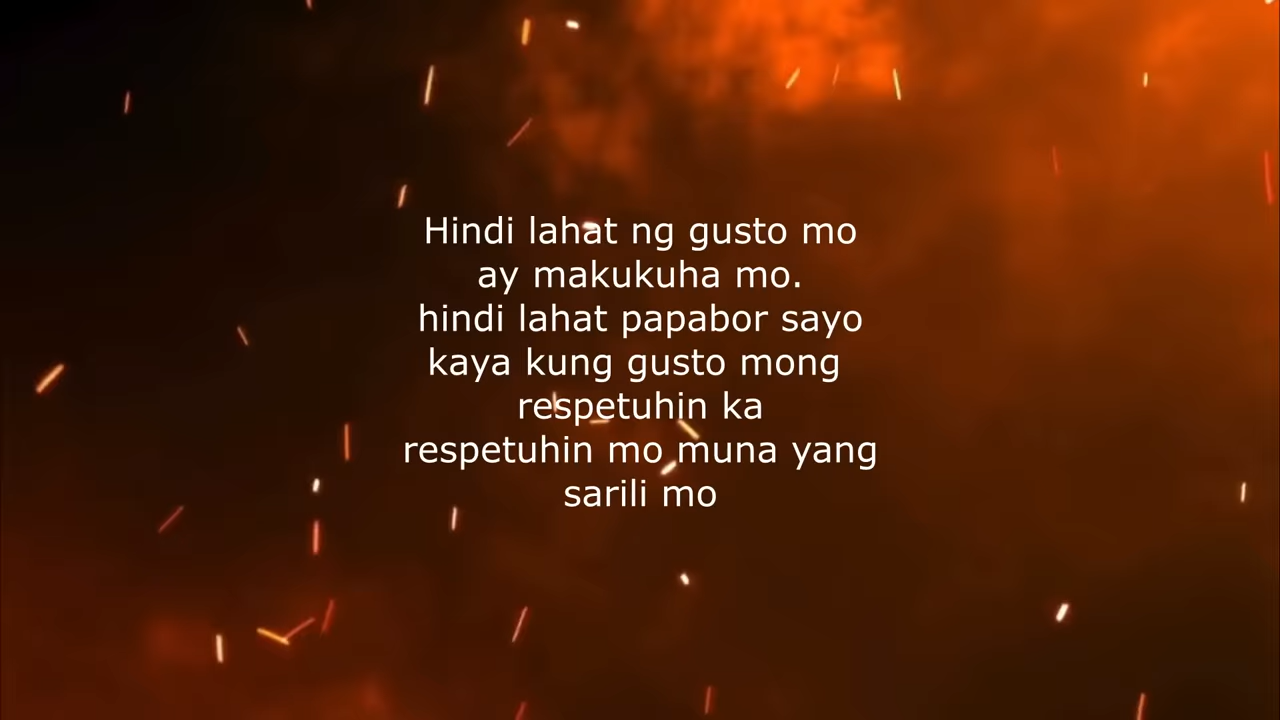 Hindi lahat ng gusto mo
ay makukuha mo.
hindi lahat papabor sayo
kaya kung gusto mong
respetuhin ka
respetuhin mo muna yang
sarili mo